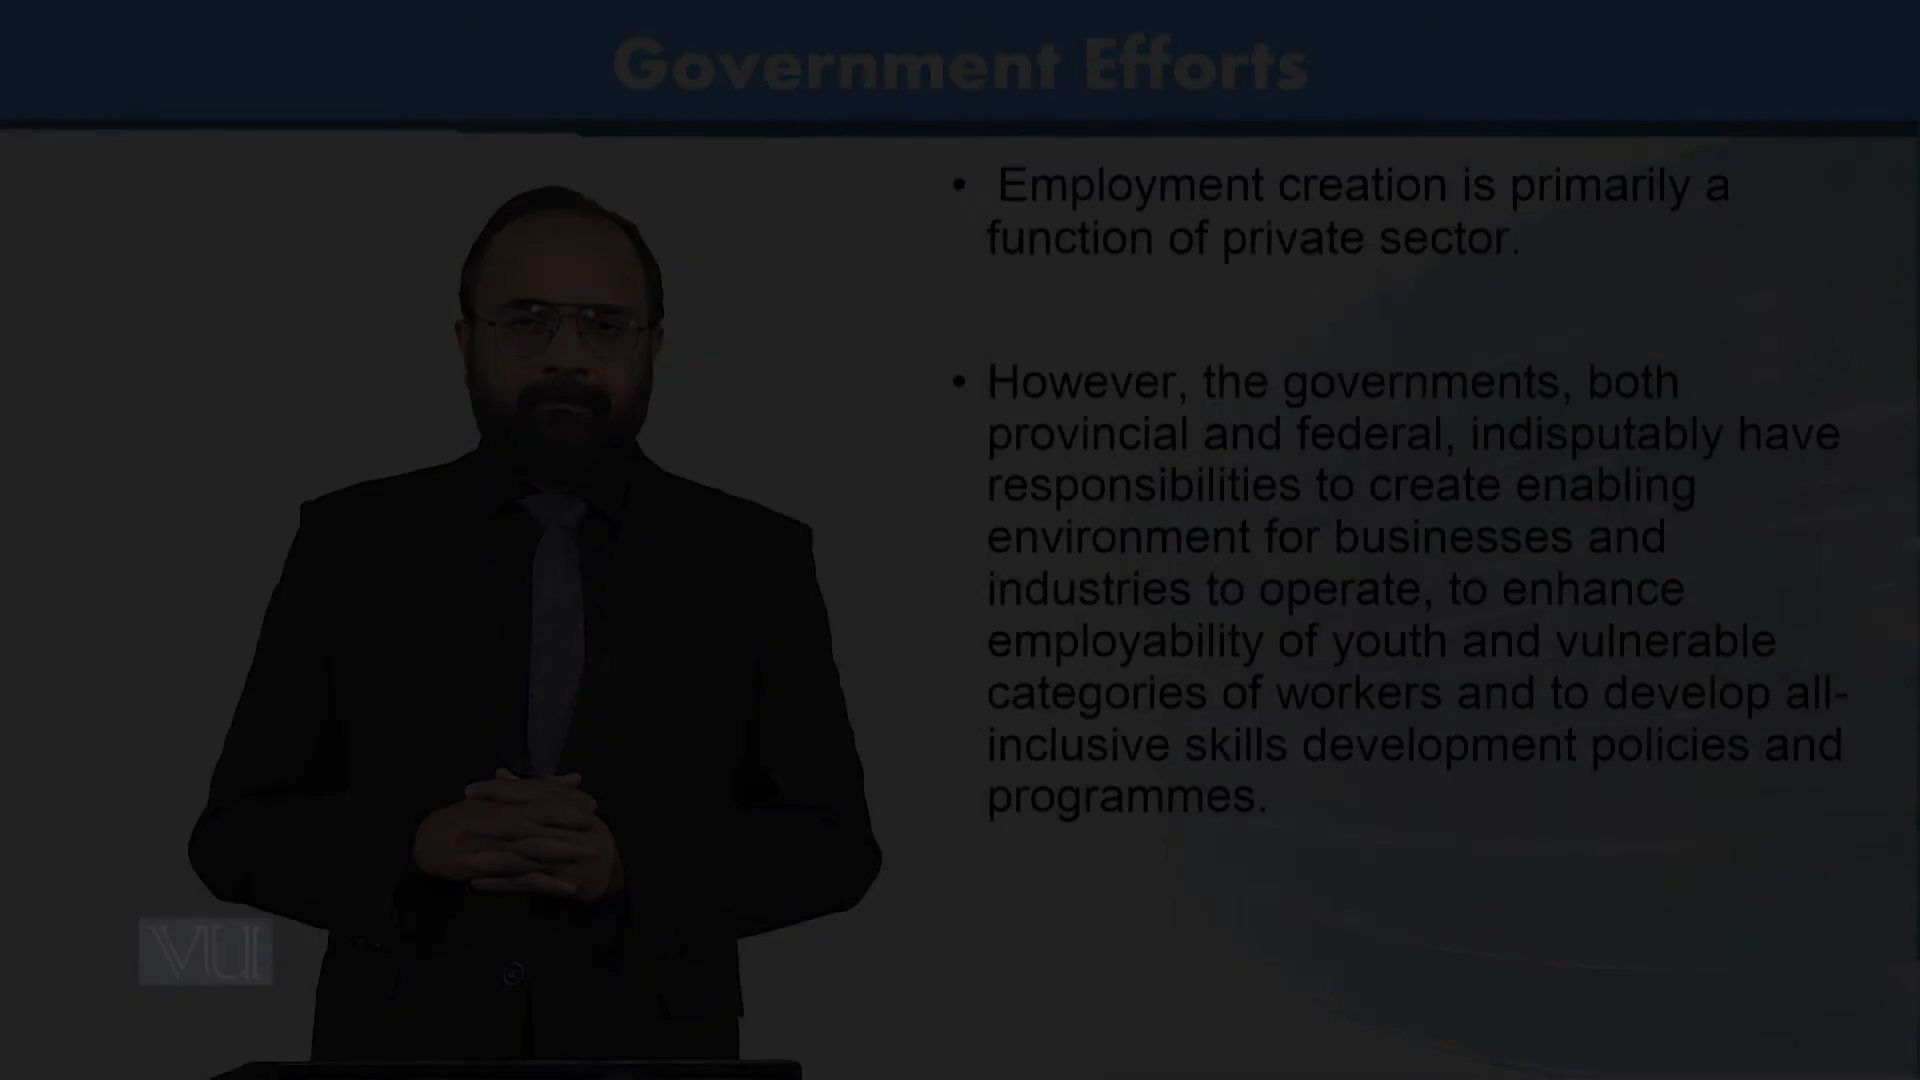 Government Efforts
• Employment creation is primarily a
function of private sector.
• However, the governments, both
provincial and federal, indisputably have
responsibilities to create enabling
environment for businesses and
industries to operate, to enhance
employability of youth and vulnerable
categories of workers and to develop all-
inclusive skills development policies and
programmes.
VU